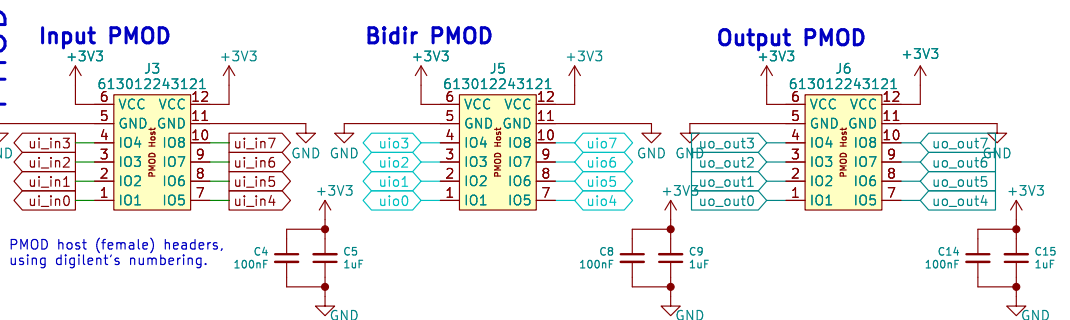 Input PMOD
+3V3
+3V3
J3
613012243121
6 VCC VCC 12
5 GND GND 11
ui_in3 4 IO4 IO8 10 ui_in7
ui_in2 3 IO3 IO7 9 ui_in6
ui_in1 2 IO2 IO6 8 ui_in5
ui_in0 1 IO1 IO5 7 ui_in4
PMOD Host
GND
+3V3
C4
100nF
C5
1uF
GND
PMOD host (female) headers,
using digilent's numbering.
Bidir PMOD
+3V3
+3V3
J5
613012243121
6 VCC VCC 12
5 GND GND 11
GND
uio3 4 IO4 IO8 10 uio7
uio2 3 IO3 IO7 9 uio6
uio1 2 IO2 IO6 8 uio5
uio0 1 IO1 IO5 7 uio4
PMOD Host
GND
+3V3
C8
100nF
C9
1uF
GND
Output PMOD
+3V3
+3V3
J6
613012243121
6 VCC VCC 12
5 GND GND 11
GND
uo_out3 4 IO4 IO8 10 uo_out7
uo_out2 3 IO3 IO7 9 uo_out6
uo_out1 2 IO2 IO6 8 uo_out5
uo_out0 1 IO1 IO5 7 uo_out4
PMOD Host
GND
+3V3
C14
100nF
C15
1uF
GND